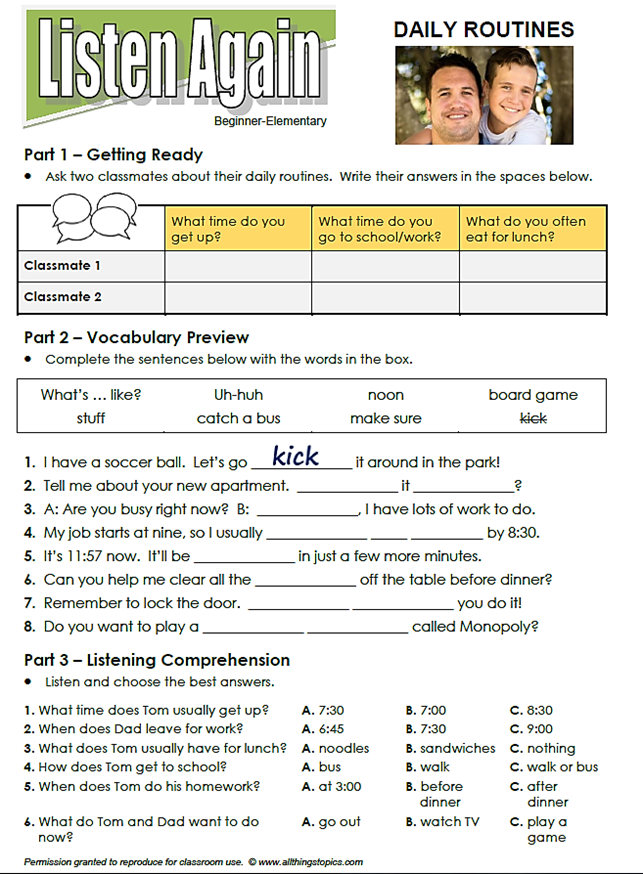 Listen Again
DAILY ROUTINES
Beginner-Elementary
Part 1 – Getting Ready
● Ask two classmates about their daily routines. Write their answers in the spaces below.
What time do you get up? What time do you go to school/work? What do you often eat for lunch?
Classmate 1
Classmate 2
Part 2 – Vocabulary Preview
● Complete the sentences below with the words in the box.
What's … like? Uh-huh noon board game
stuff catch a bus make sure kick
1. I have a soccer ball. Let's go kick it around in the park!
2. Tell me about your new apartment. ____________ it ____________?
3. A: Are you busy right now? B: ____________, I have lots of work to do.
4. My job starts at nine, so I usually ____________ ____ ________ by 8:30.
5. It's 11:57 now. It'll be ____________ in just a few more minutes.
6. Can you help me clear all the ____________ off the table before dinner?
7. Remember to lock the door. ____________ ____________ you do it!
8. Do you want to play a ____________ ____________ called Monopoly?
Part 3 – Listening Comprehension
● Listen and choose the best answers.
1. What time does Tom usually get up? A. 7:30 B. 7:00 C. 8:30
2. When does Dad leave for work? A. 6:45 B. 7:30 C. 9:00
3. What does Tom usually have for lunch? A. noodles B. sandwiches C. nothing
4. How does Tom get to school? A. bus B. walk C. walk or bus
5. When does Tom do his homework? A. at 3:00 B. before C. after
dinner dinner
6. What do Tom and Dad want to do A. go out B. watch TV C. play a
now? game
Permission granted to reproduce for classroom use. © www.allthingstopics.com